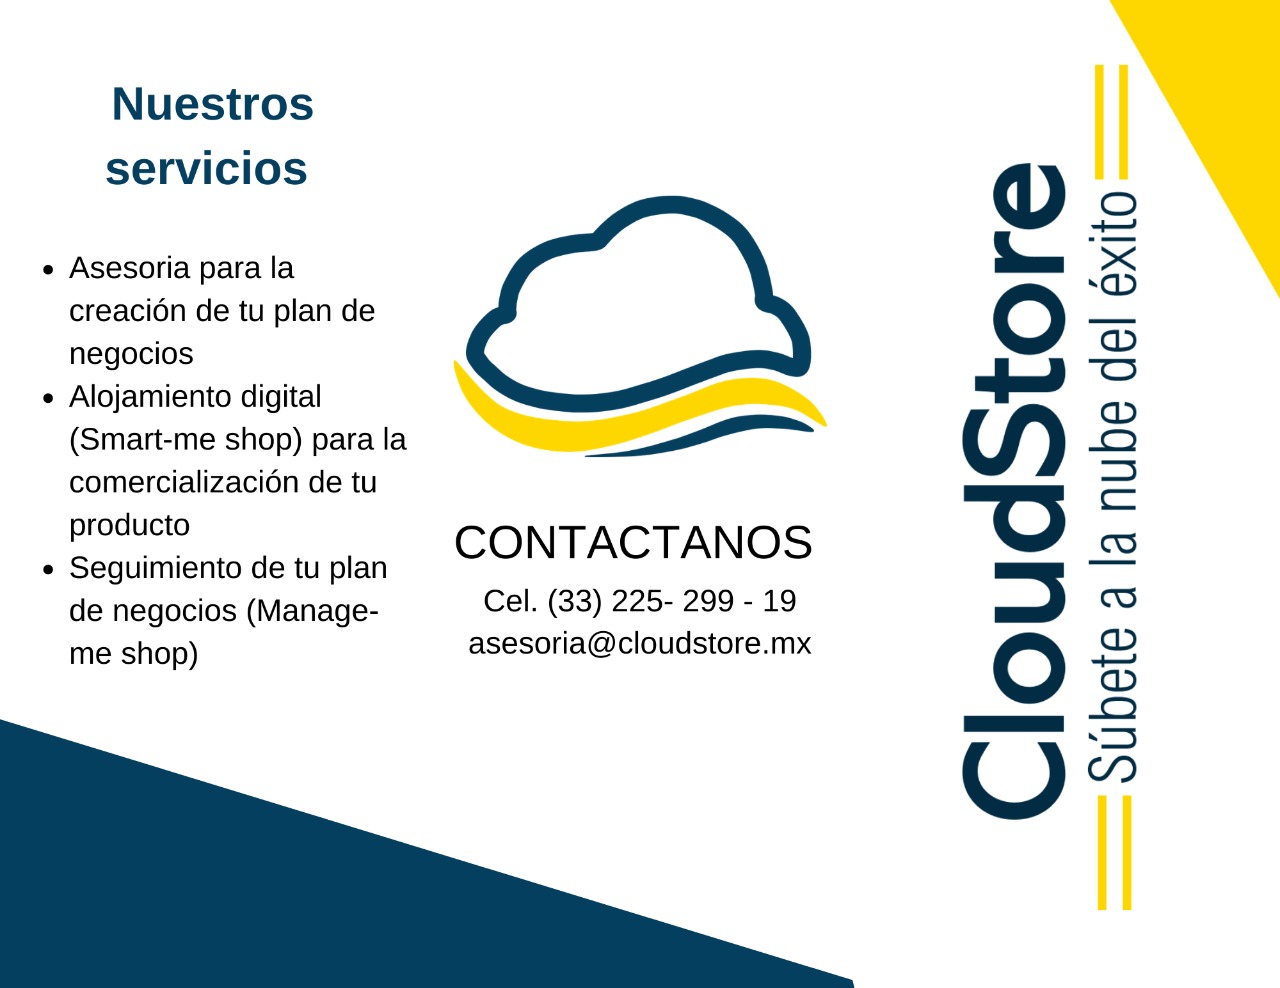 Nuestros
servicios
Asesoria para la
creación de tu plan de
negocios
Alojamiento digital
(Smart-me shop) para la
comercialización de tu
producto
Seguimiento de tu plan
de negocios (Manage-
me shop)
CONTACTANOS
Cel. (33) 225- 299 - 19
asesoria@cloudstore.mx
CloudStore
Súbete a la nube del éxito